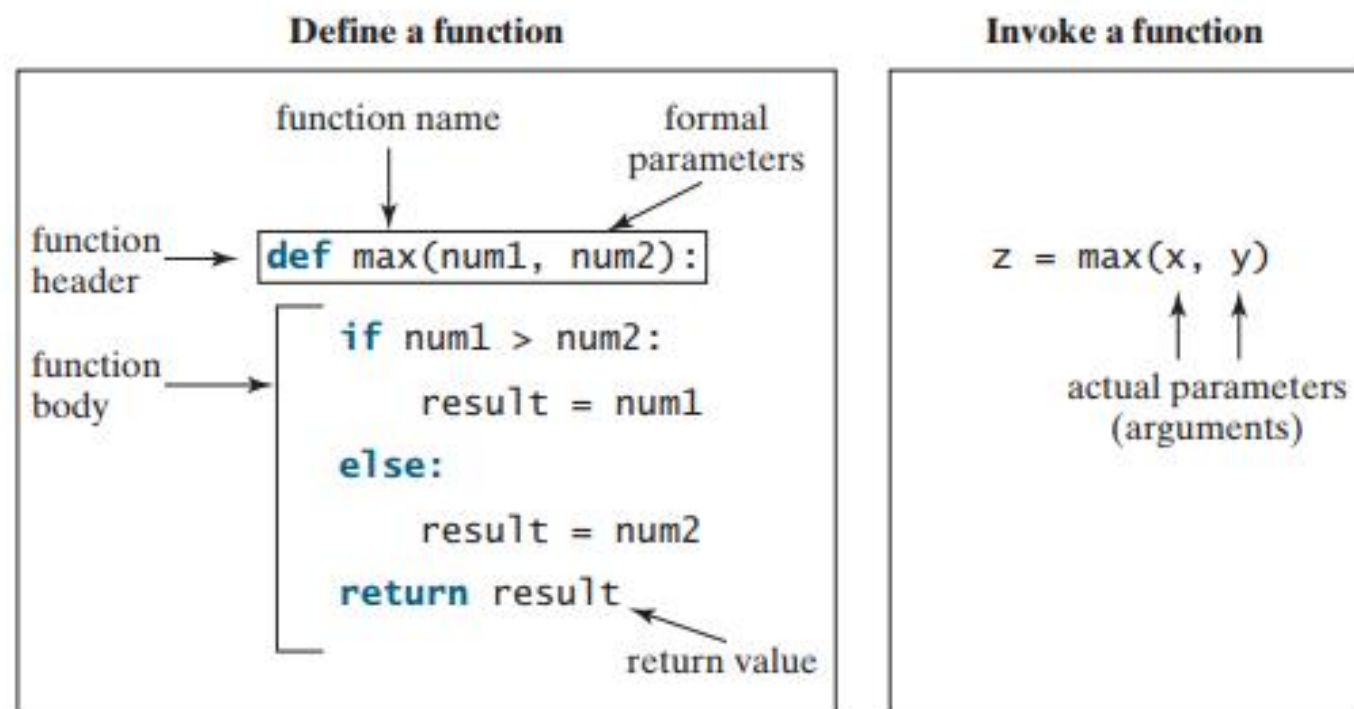 Define a function
function name
formal
parameters
function
header
def max(num1, num2):
function
body
if num1 > num2:
result = num1
else:
result = num2
return result
return value
Invoke a function
z = max(x, y)
actual parameters
(arguments)